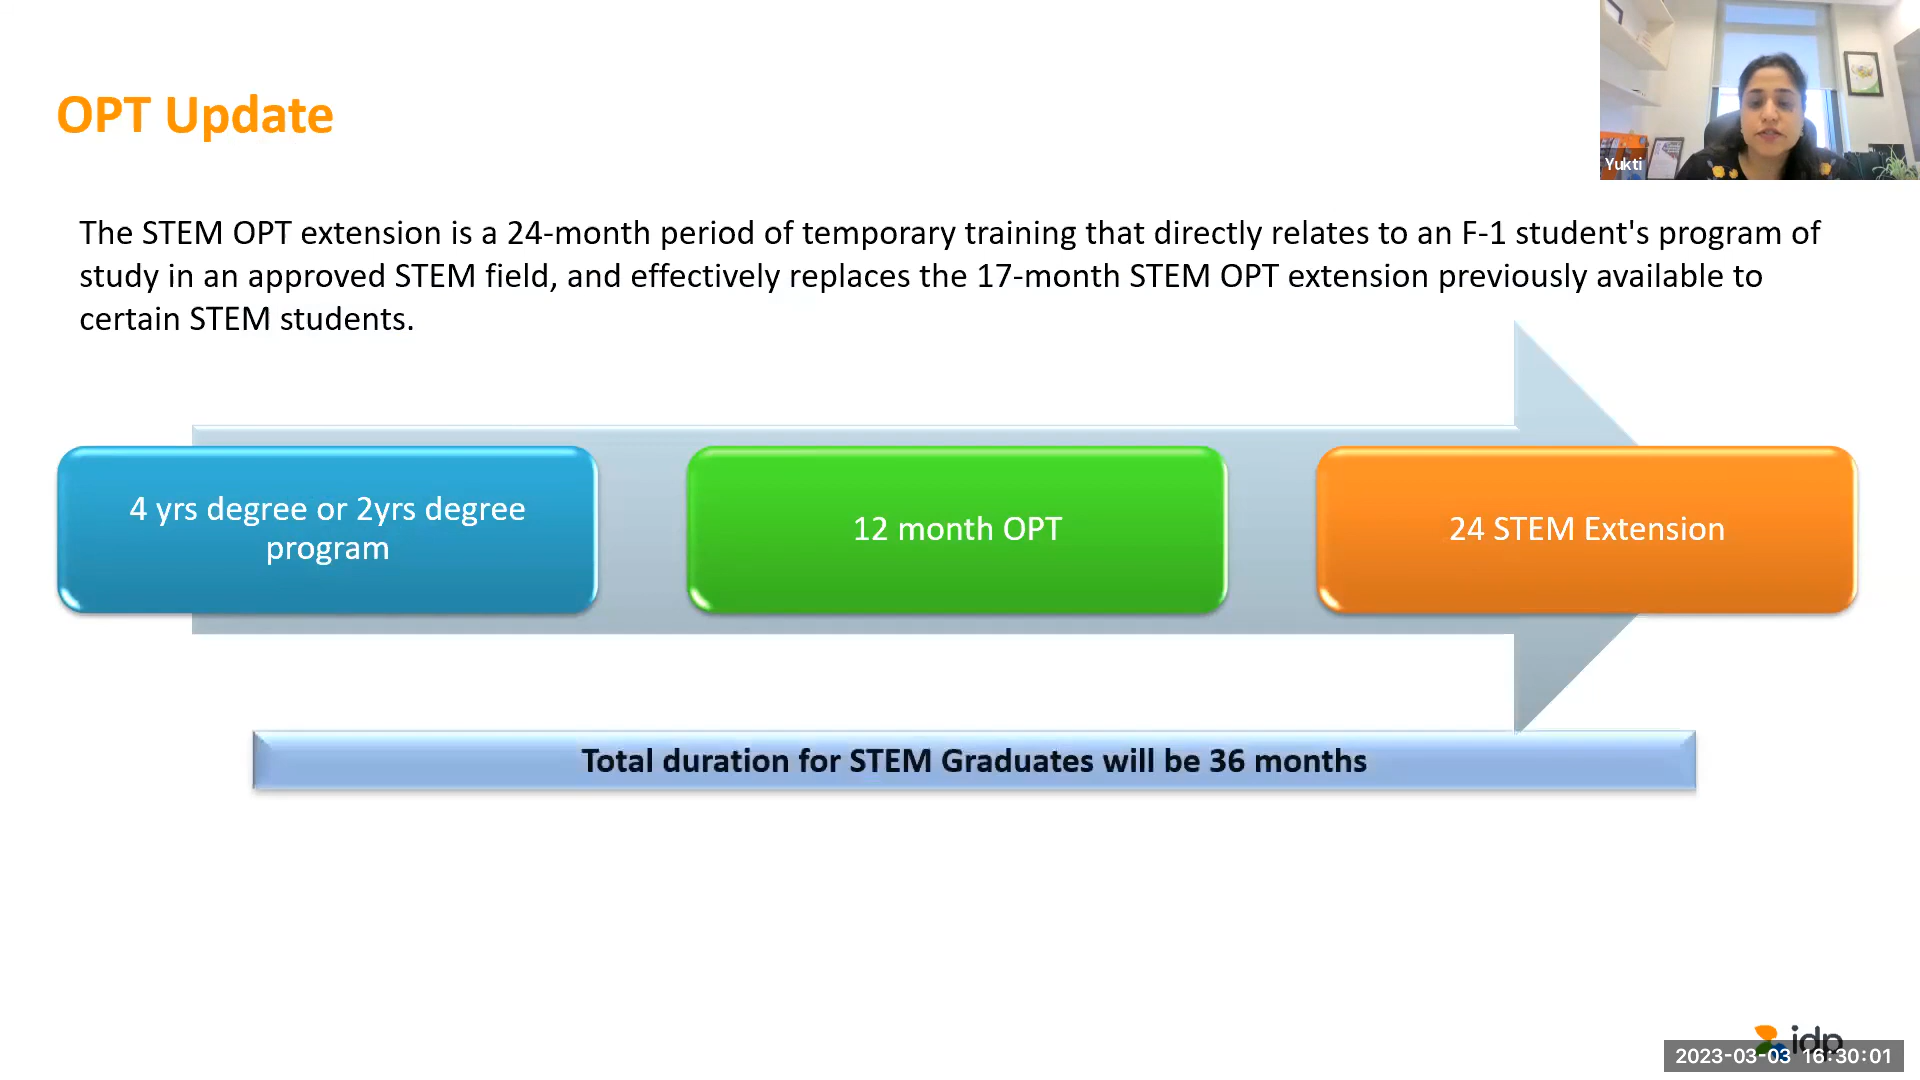 OPT Update
Yukti
The STEM OPT extension is a 24-month period of temporary training that directly relates to an F-1 student's program of
study in an approved STEM field, and effectively replaces the 17-month STEM OPT extension previously available to
certain STEM students.
4 yrs degree or 2yrs degree
program
12 month OPT
24 STEM Extension
Total duration for STEM Graduates will be 36 months
idp
2023-03-03 16:30:01